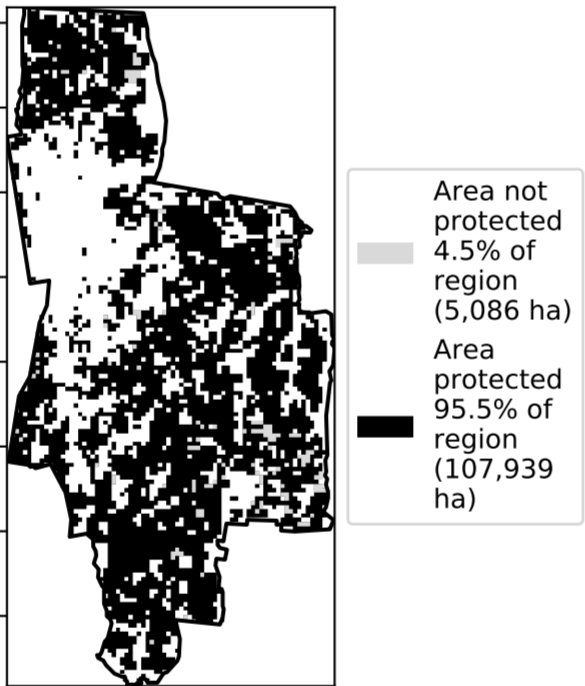 Area not
protected
4.5% of
region
(5,086 ha)
Area
protected
95.5% of
region
(107,939
ha)